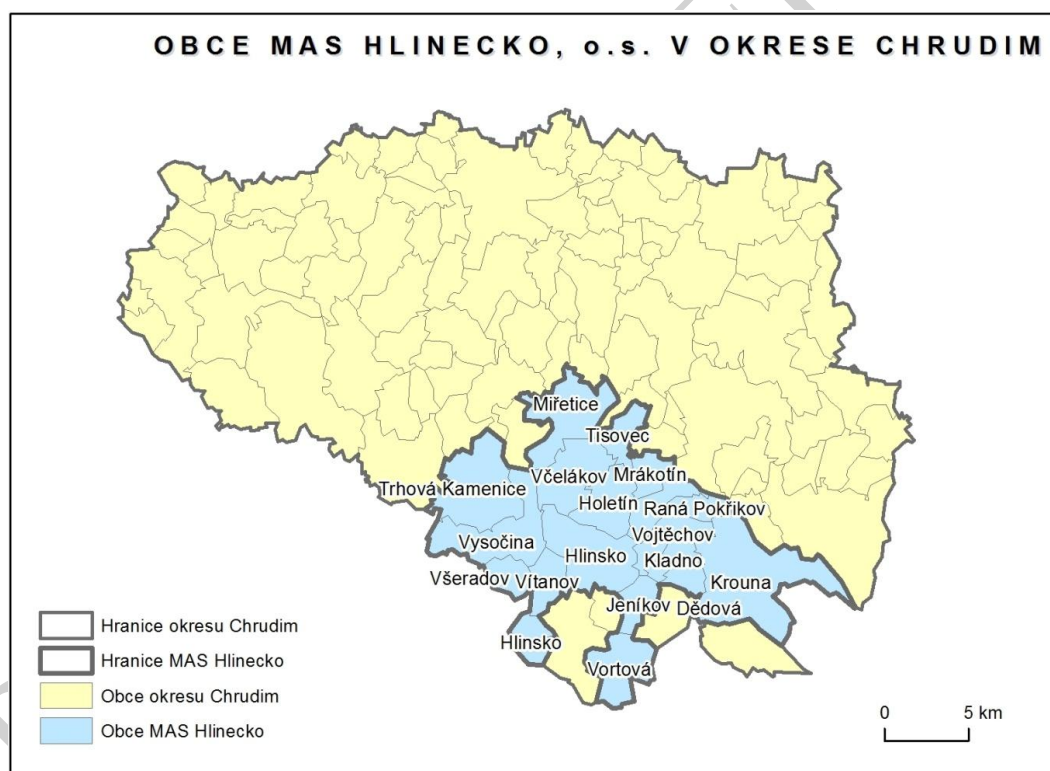 OBCE MAS HLINECKO, o.s. V OKRESE CHRUDIM
Miřetice
Tisovec
Včelákov
Mrákotín
Trhová Kamenice
Holetín
Raná Pokřikov
Vojtěchov
Vysočina
Hlinsko
Kladno
Všeradov
Vítanov
Krouna
Jeníkov
Dědová
Hlinsko
Vortová
Hranice okresu Chrudim
Hranice MAS Hlinecko
Obce okresu Chrudim
Obce MAS Hlinecko
0
5 km